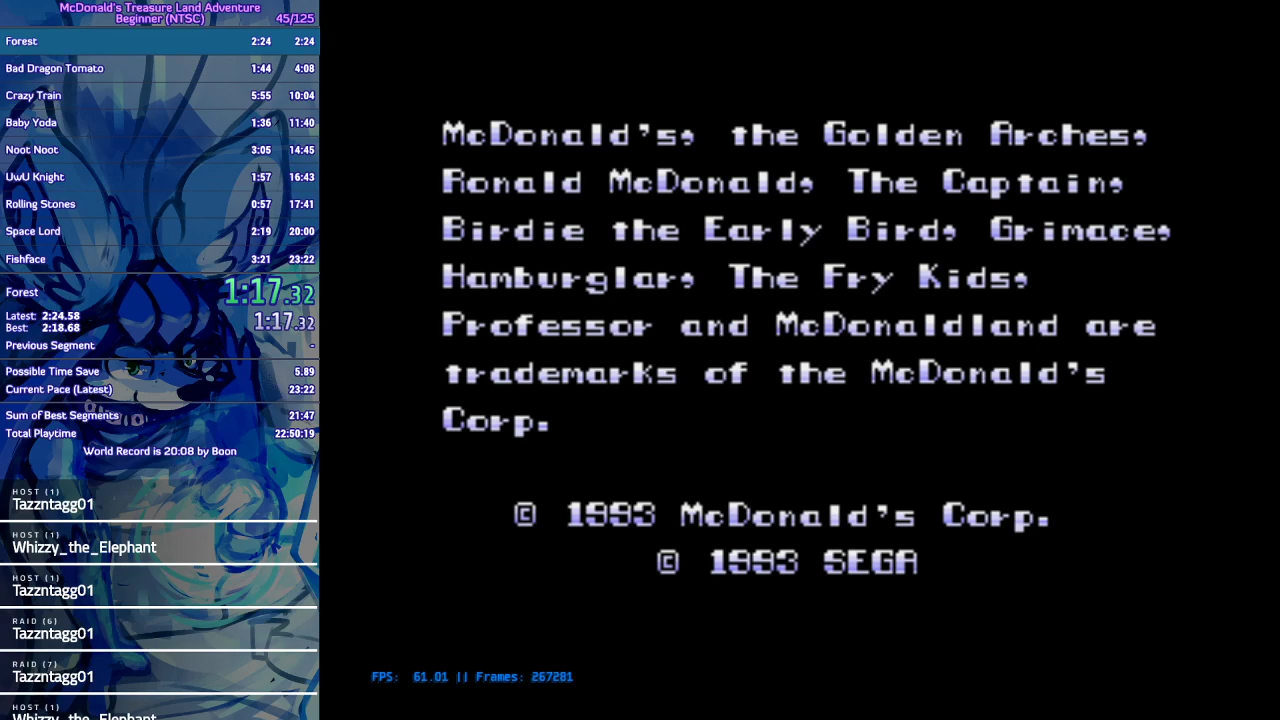 McDonald's Treasure Land Adventure
Beginner (NTSC) 45/125
Forest 2:24 2:24
Bad Dragon Tomato 1:44 4:08
Crazy Train 5:55 10:04
Baby Yoda 1:36 11:40
Noot Noot 3:05 14:45
UwU Knight 1:57 16:43
Rolling Stones 0:57 17:41
Space Lord 2:19 20:00
Fishface 3:21 23:22
Forest 1:17.32
Latest: 2:24.58
Best: 2:18.68 1:17.32
Previous Segment -
Possible Time Save 5.89
Current Pace (Latest) 23:22
Sum of Best Segments 21:47
Total Playtime 22:50:19
World Record is 20:08 by Boon
HOST (1)
Tazzntagg01
HOST (1)
Whizzy_the_Elephant
HOST (1)
Tazzntagg01
RAID (6)
Tazzntagg01
RAID (7)
Tazzntagg01
HOST (1)
Whizzy_the_Elephant
McDonald's, the Golden Arches,
Ronald McDonald, The Captain,
Birdie the Early Bird, Grimace,
Hamburglar, The Fry Kids,
Professor and McDonaldland are
trademarks of the McDonald's
Corp.
© 1993 McDonald's Corp.
© 1993 SEGA
FPS: 61.01 || Frames: 267281